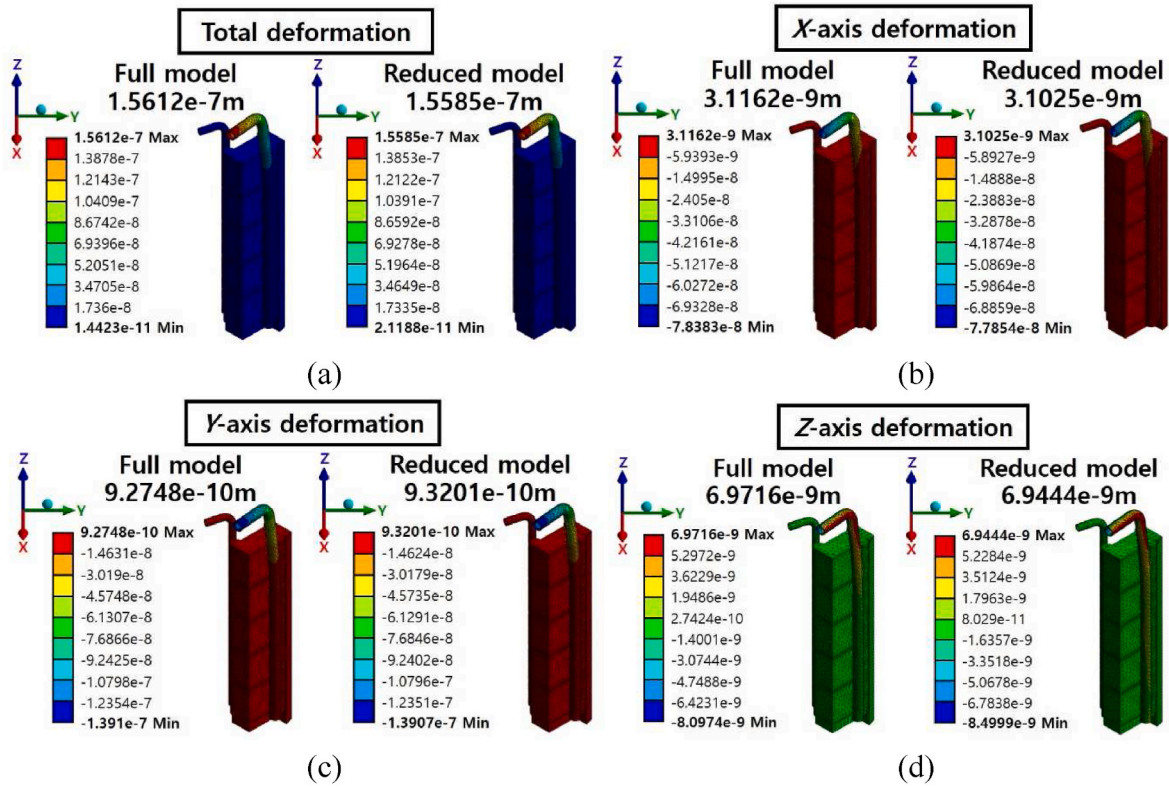 Total deformation
Full model
1.5612e-7m
Z
Y
X
1.5612e-7 Max
1.3878e-7
1.2143e-7
1.0409e-7
8.6742e-8
6.9396e-8
5.2051e-8
3.4705e-8
1.736e-8
1.4423e-11 Min
Reduced model
1.5585e-7m
Z
Y
X
1.5585e-7 Max
1.3853e-7
1.2122e-7
1.0391e-7
8.6592e-8
6.9278e-8
5.1964e-8
3.4649e-8
1.7335e-8
2.1188e-11 Min
(a)
X-axis deformation
Full model
3.1162e-9m
Z
Y
X
3.1162e-9 Max
-5.9393e-9
-1.4995e-8
-2.405e-8
-3.3106e-8
-4.2161e-8
-5.1217e-8
-6.0272e-8
-6.9328e-8
-7.8383e-8 Min
Reduced model
3.1025e-9m
Z
Y
X
3.1025e-9 Max
-5.8927e-9
-1.4888e-8
-2.3883e-8
-3.2878e-8
-4.1874e-8
-5.0869e-8
-5.9864e-8
-6.8859e-8
-7.7854e-8 Min
(b)
Y-axis deformation
Full model
9.2748e-10m
Z
Y
X
9.2748e-10 Max
-1.4631e-8
-3.019e-8
-4.5748e-8
-6.1307e-8
-7.6866e-8
-9.2425e-8
-1.0798e-7
-1.2354e-7
-1.391e-7 Min
Reduced model
9.3201e-10m
Z
Y
X
9.3201e-10 Max
-1.4624e-8
-3.0179e-8
-4.5735e-8
-6.1291e-8
-7.6846e-8
-9.2402e-8
-1.0796e-7
-1.2351e-7
-1.3907e-7 Min
(c)
Z-axis deformation
Full model
6.9716e-9m
Z
Y
X
6.9716e-9 Max
5.2972e-9
3.6229e-9
1.9486e-9
2.7424e-10
-1.4001e-9
-3.0744e-9
-4.7488e-9
-6.4231e-9
-8.0974e-9 Min
Reduced model
6.9444e-9m
Z
Y
X
6.9444e-9 Max
5.2284e-9
3.5124e-9
1.7963e-9
8.029e-11
-1.6357e-9
-3.3518e-9
-5.0678e-9
-6.7838e-9
-8.4999e-9 Min
(d)